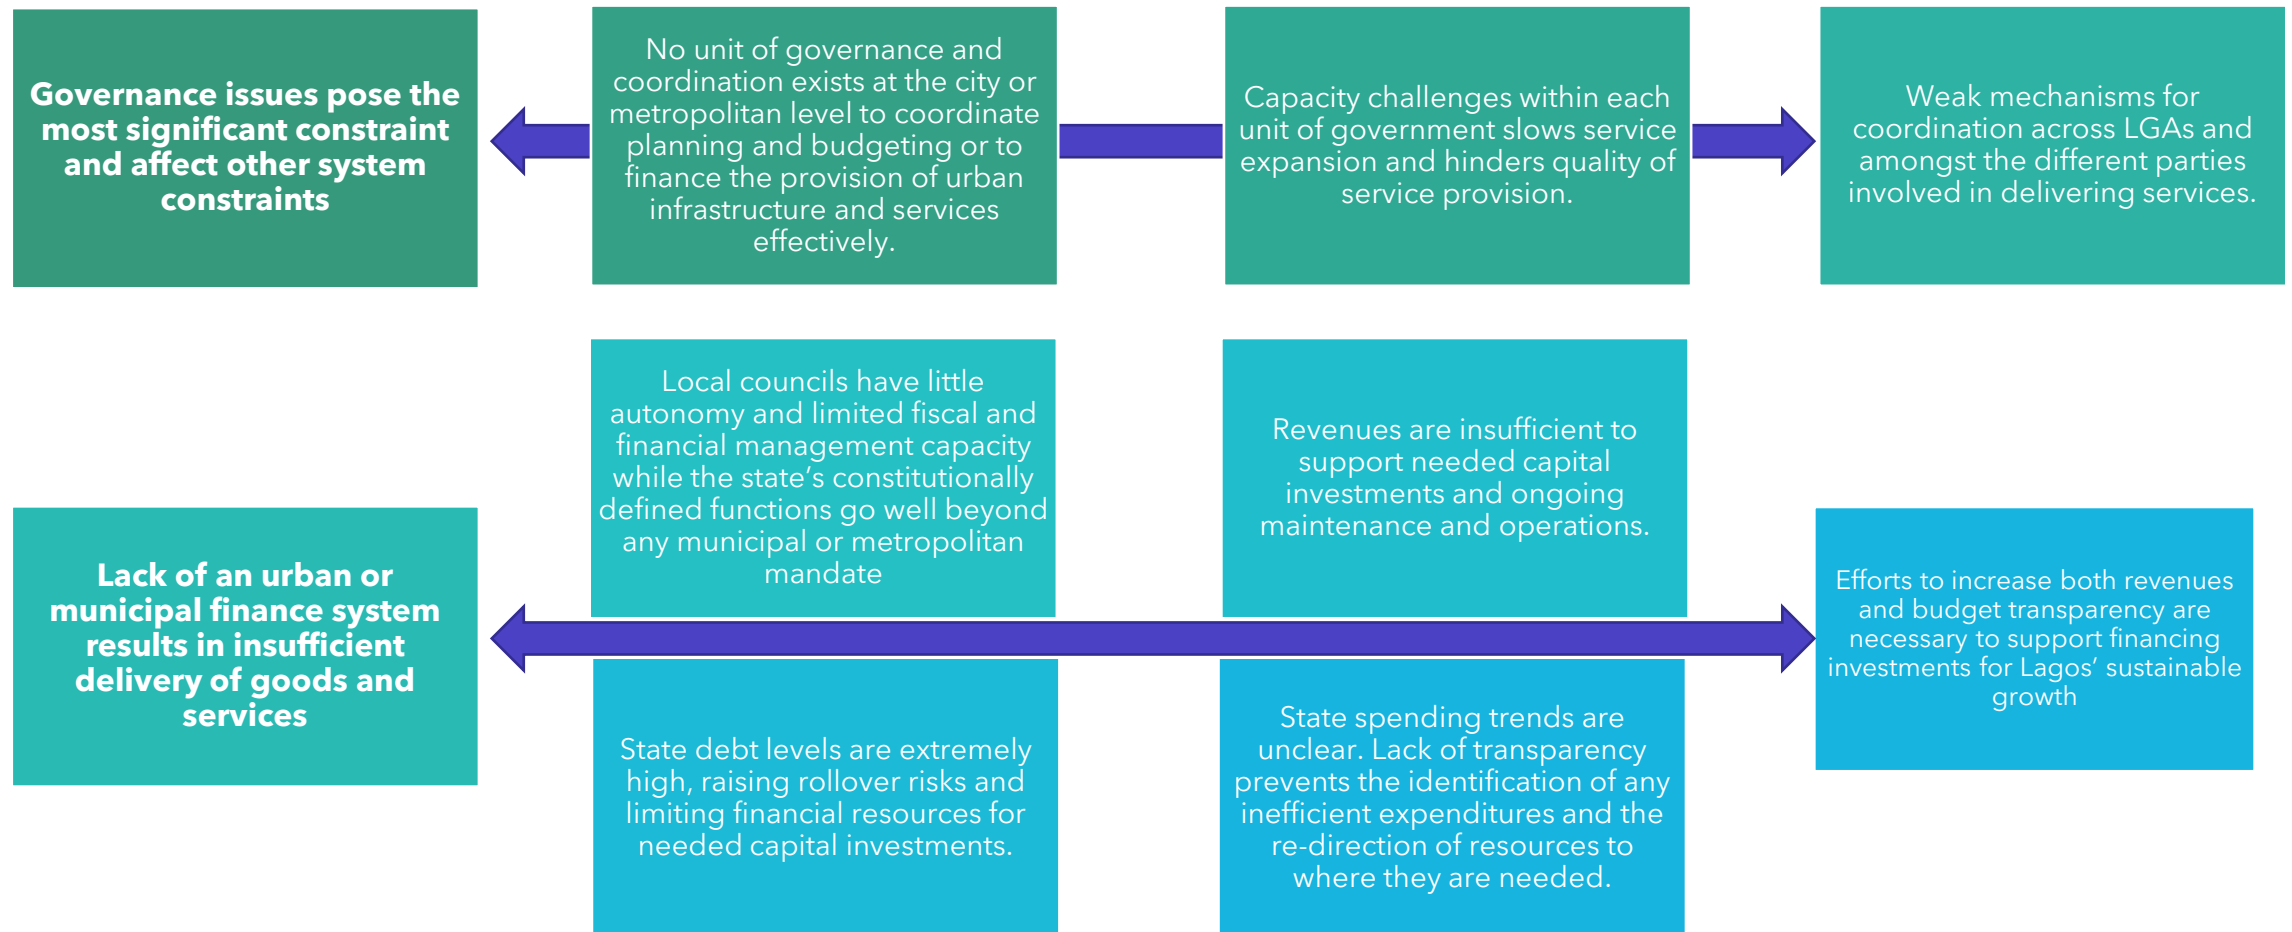 Governance issues pose the
most significant constraint
and affect other system
constraints
No unit of governance and
coordination exists at the city or
metropolitan level to coordinate
planning and budgeting or to
finance the provision of urban
infrastructure and services
effectively.
Capacity challenges within each
unit of government slows service
expansion and hinders quality of
service provision.
Weak mechanisms for
coordination across LGAs and
amongst the different parties
involved in delivering services.
Lack of an urban or
municipal finance system
results in insufficient
delivery of goods and
services
Local councils have little
autonomy and limited fiscal and
financial management capacity
while the state’s constitutionally
defined functions go well beyond
any municipal or metropolitan
mandate
Revenues are insufficient to
support needed capital
investments and ongoing
maintenance and operations.
State debt levels are extremely
high, raising rollover risks and
limiting financial resources for
needed capital investments.
State spending trends are
unclear. Lack of transparency
prevents the identification of any
inefficient expenditures and the
re-direction of resources to
where they are needed.
Efforts to increase both revenues
and budget transparency are
necessary to support financing
investments for Lagos’ sustainable
growth